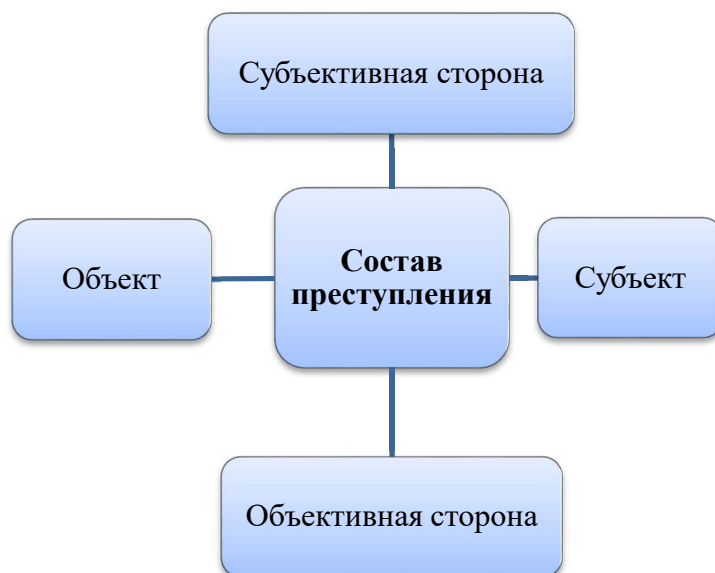 Субъективная сторона
Объект
Состав
преступления
Субъект
Объективная сторона